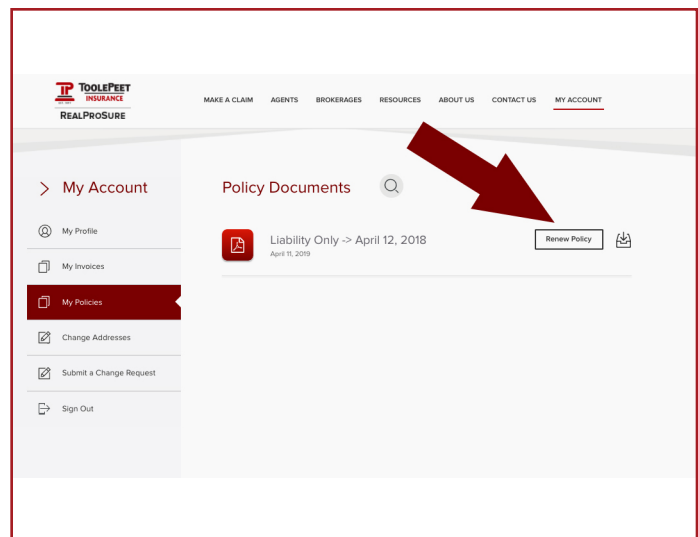 TP TOOLEPEET
INSURANCE
REALPROSURE
MAKE A CLAIM AGENTS BROKERAGES RESOURCES ABOUT US CONTACT US MY ACCOUNT
> My Account
My Profile
My Invoices
My Policies
Change Addresses
Submit a Change Request
Sign Out
Policy Documents
Liability Only -> April 12, 2018
April 11, 2019
Renew Policy